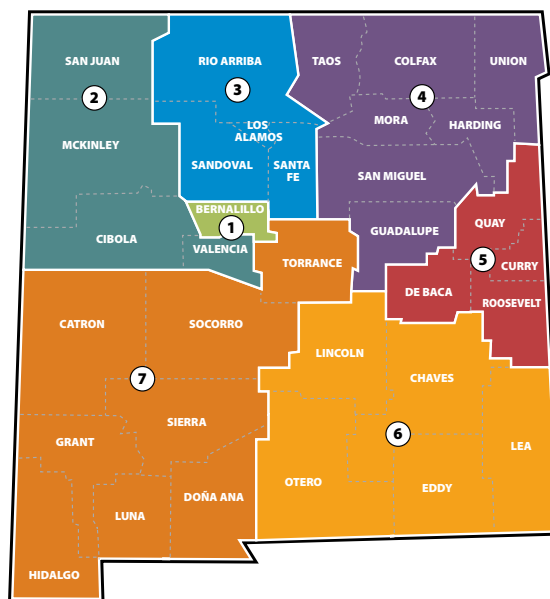 SAN JUAN
RIO ARRIBA
TAOS
COLFAX
UNION
2
3
4
MORA
HARDING
LOS
ALAMOS
MCKINLEY
SANDOVAL
SANTA
FE
SAN MIGUEL
BERNALILLO
1
QUAY
GUADALUPE
CIBOLA
VALENCIA
TORRANCE
5
CURRY
DE BACA
ROOSEVELT
CATRON
SOCORRO
LINCOLN
CHAVES
7
SIERRA
6
GRANT
LEA
OTERO
EDDY
DOÑA ANA
LUNA
HIDALGO